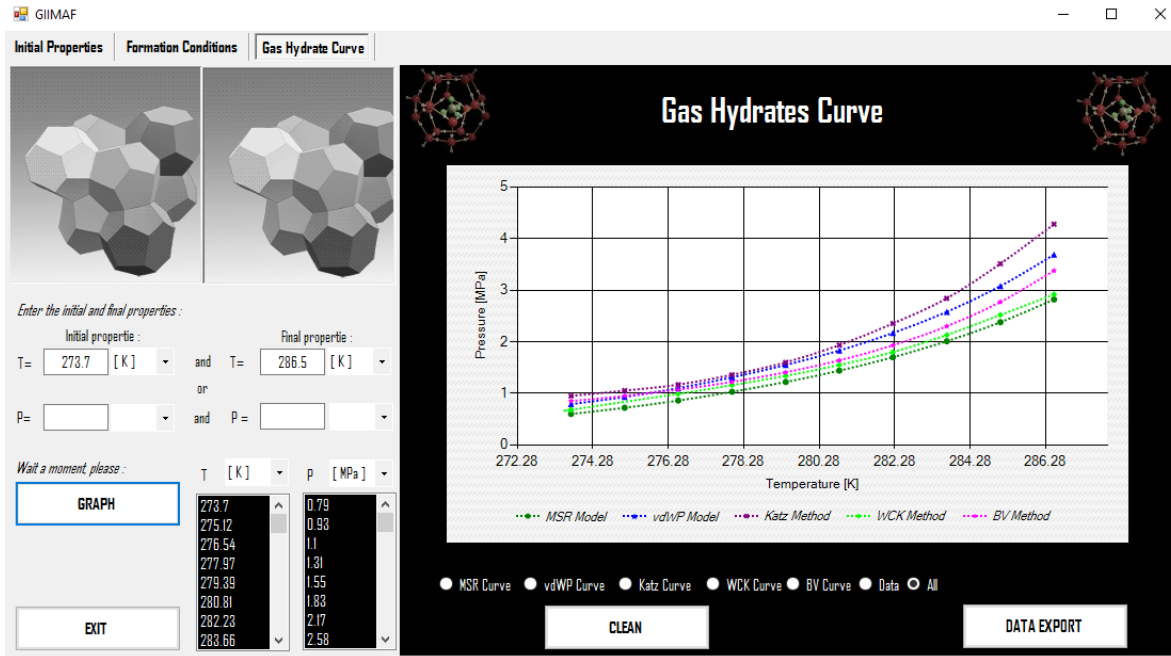 GIIMAF
Initial Properties Formation Conditions Gas Hydrate Curve
Enter the initial and final properties :
Initial propertie : Final propertie :
T= 273.7 [ K ] and T= 286.5 [ K ]
or
P= and P =
Wait a moment, please :
T [ K ] P [ MPa ]
GRAPH
273.7 0.79
275.12 0.93
276.54 1.1
277.97 1.31
279.39 1.55
280.81 1.83
282.23 2.17
283.66 2.58
EXIT
Gas Hydrates Curve
Pressure [MPa]
5
4
3
2
1
0
272.28 274.28 276.28 278.28 280.28 282.28 284.28 286.28
Temperature [K]
MSR Model vdWP Model Katz Method WCK Method BV Method
MSR Curve vdWP Curve Katz Curve WCK Curve BV Curve Data All
CLEAN DATA EXPORT